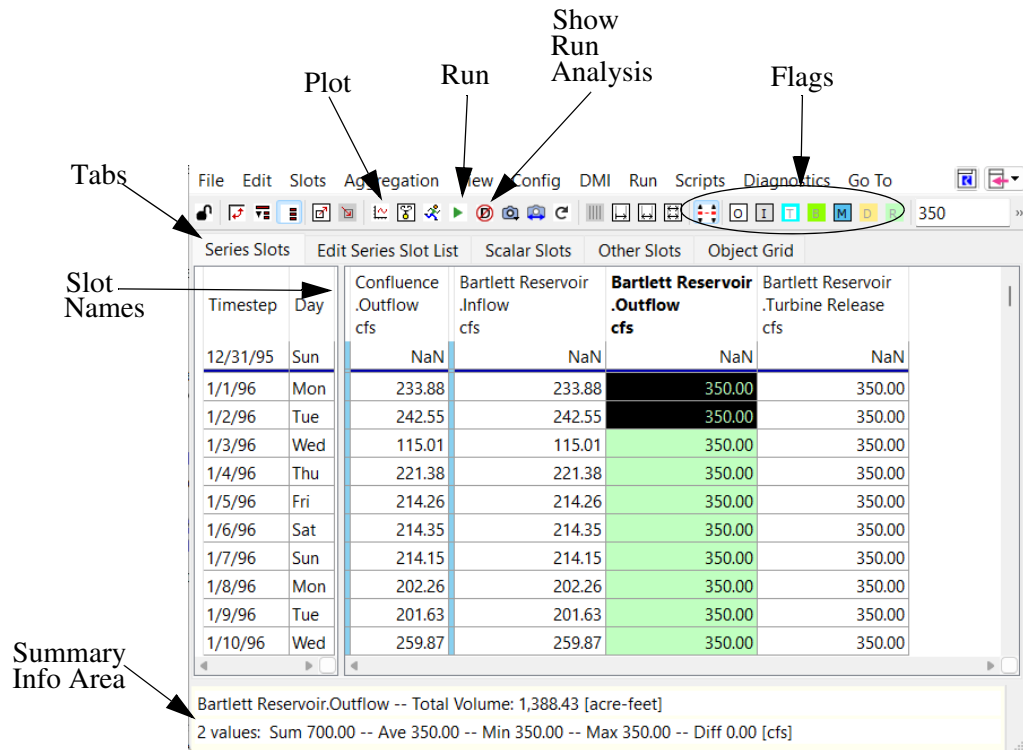 Show
Run
Analysis
Plot
Run
Flags
Tabs
File Edit Slots Aggregation View Config DMI Run Scripts Diagnostics Go To
O I T B M D R 350 »
Series Slots Edit Series Slot List Scalar Slots Other Slots Object Grid
Slot
Names
Timestep Day
Confluence
.Outflow
cfs
Bartlett Reservoir
.Inflow
cfs
Bartlett Reservoir
.Outflow
cfs
Bartlett Reservoir
.Turbine Release
cfs
12/31/95 Sun NaN NaN NaN NaN
1/1/96 Mon 233.88 233.88 350.00 350.00
1/2/96 Tue 242.55 242.55 350.00 350.00
1/3/96 Wed 115.01 115.01 350.00 350.00
1/4/96 Thu 221.38 221.38 350.00 350.00
1/5/96 Fri 214.26 214.26 350.00 350.00
1/6/96 Sat 214.35 214.35 350.00 350.00
1/7/96 Sun 214.15 214.15 350.00 350.00
1/8/96 Mon 202.26 202.26 350.00 350.00
1/9/96 Tue 201.63 201.63 350.00 350.00
1/10/96 Wed 259.87 259.87 350.00 350.00
Summary
Info Area
Bartlett Reservoir.Outflow -- Total Volume: 1,388.43 [acre-feet]
2 values: Sum 700.00 -- Ave 350.00 -- Min 350.00 -- Max 350.00 -- Diff 0.00 [cfs]